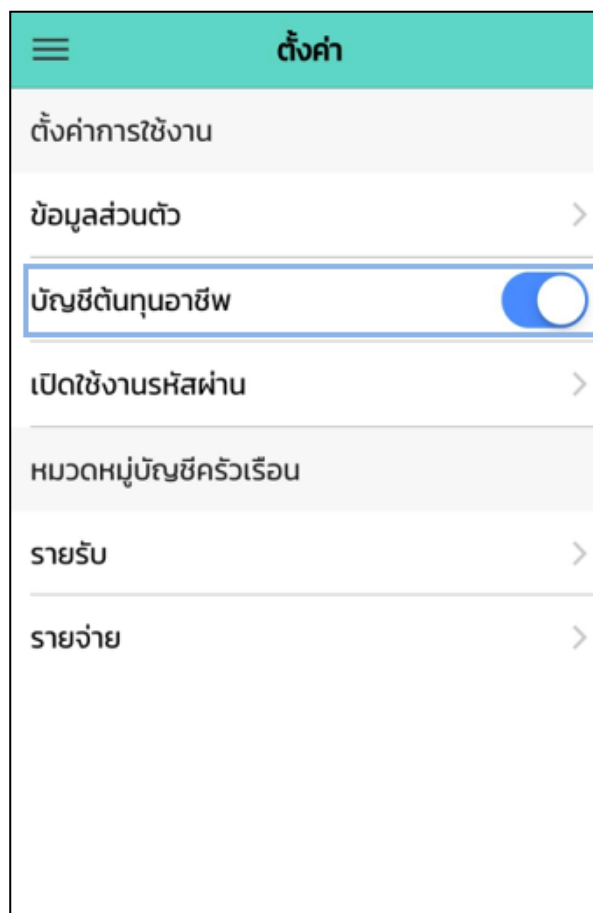 ตั้งค่า
ตั้งค่าการใช้งาน
ข้อมูลส่วนตัว
บัญชีต้นทุนอาชีพ
เปิดใช้งานรหัสผ่าน
หมวดหมู่บัญชีครัวเรือน
รายรับ
รายจ่าย